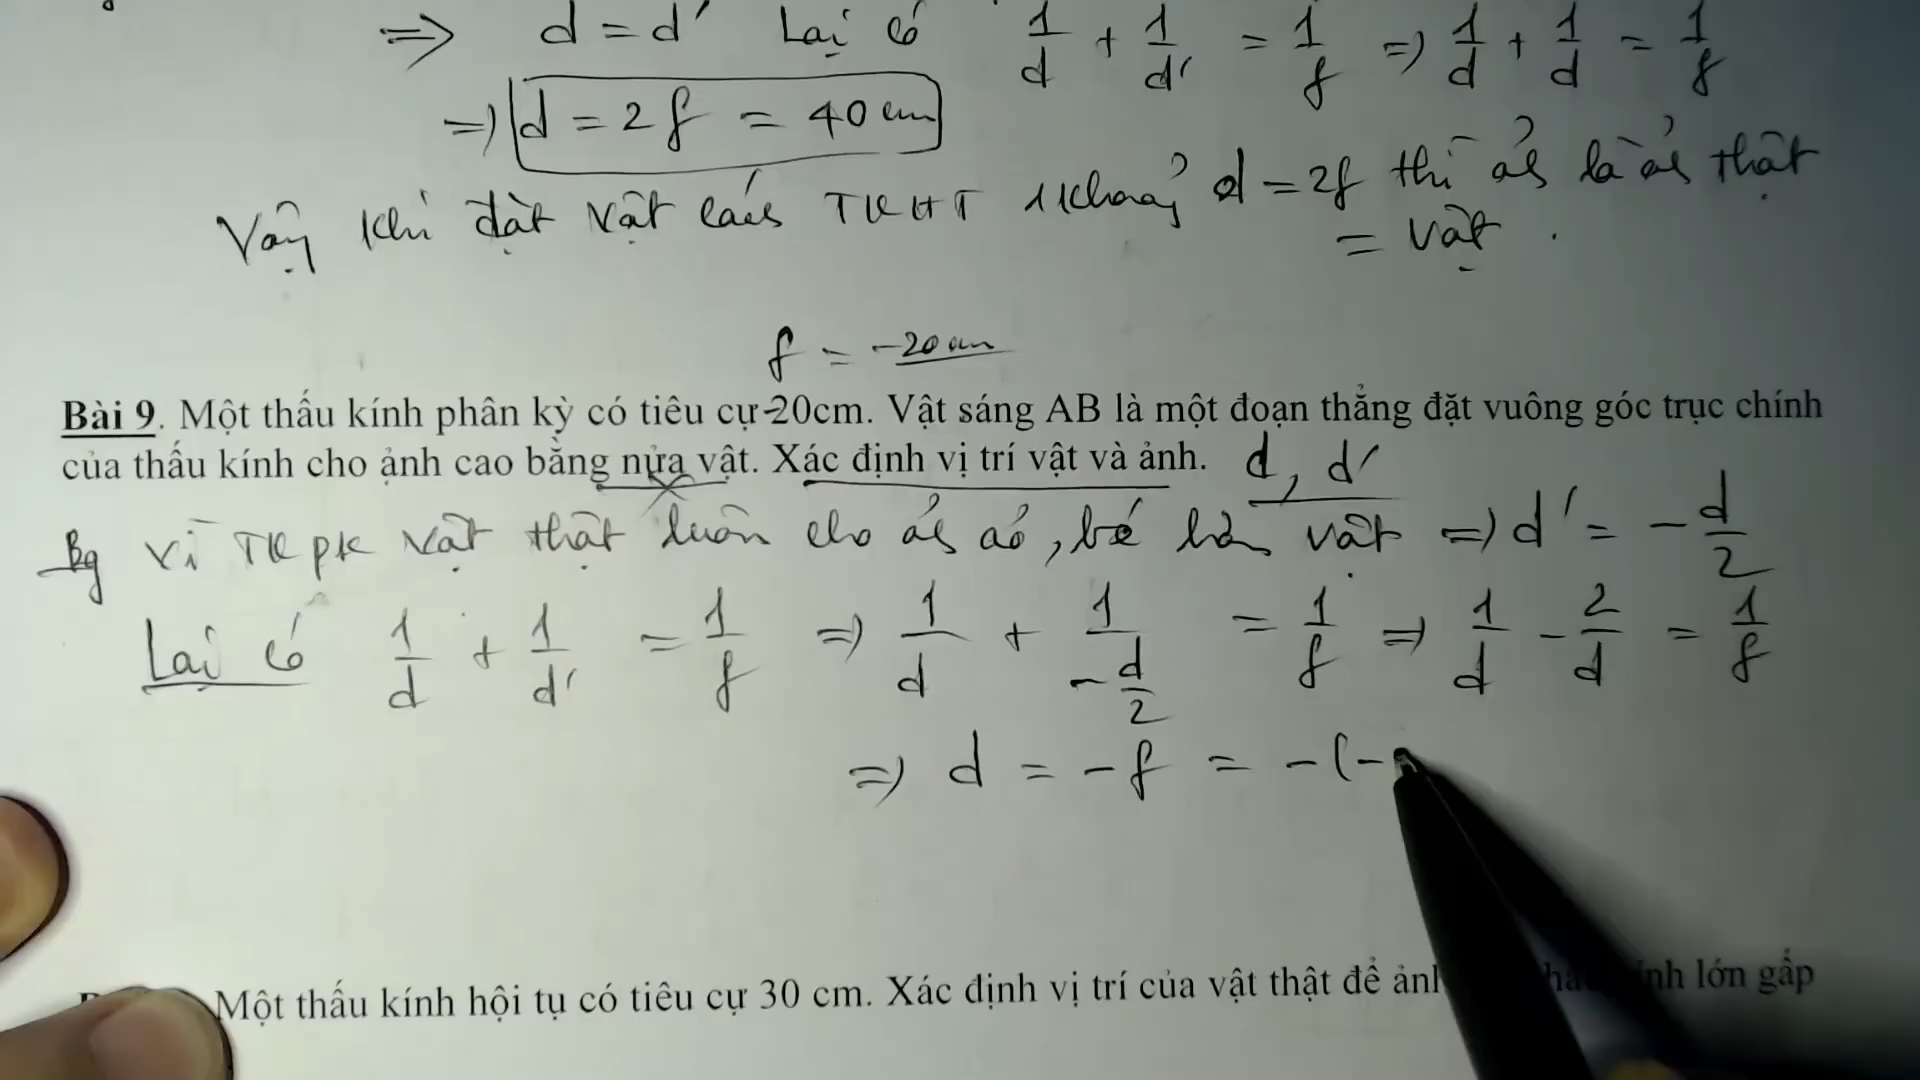 => d = d' Lại có 1/d + 1/d' = 1/f => 1/d + 1/d = 1/f
=> d = 2f = 40 cm
Vậy khi đặt vật cách TKHT 1 khoảng d = 2f thì ảnh là ảnh thật
= vật.
f = -20 cm
Bài 9. Một thấu kính phân kỳ có tiêu cự -20cm. Vật sáng AB là một đoạn thẳng đặt vuông góc trục chính
của thấu kính cho ảnh cao bằng nửa vật. Xác định vị trí vật và ảnh. d, d'
Bg Vì TKPK vật thật luôn cho ảnh ảo, bé hơn vật => d' = -d/2
Lại có 1/d + 1/d' = 1/f => 1/d + 1/(-d/2) = 1/f => 1/d - 2/d = 1/f
=> d = -f = -(-
Một thấu kính hội tụ có tiêu cự 30 cm. Xác định vị trí của vật thật để lớn gấp